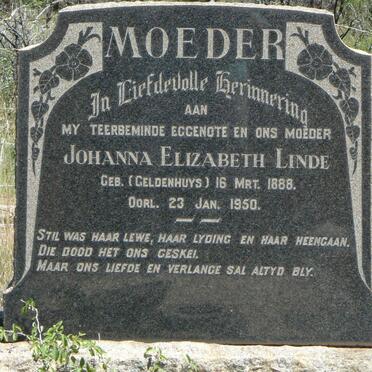 MOEDER
In Liefdevolle Herinnering
AAN
MY TEERBEMINDE EGGENOTE EN ONS MOEDER
JOHANNA ELIZABETH LINDE
GEB. (GELDENHUYS) 16 MRT. 1888.
OORL. 23 JAN. 1950.
STIL WAS HAAR LEWE, HAAR LYDING EN HAAR HEENGAAN.
DIE DOOD HET ONS GESKEI.
MAAR ONS LIEFDE EN VERLANGE SAL ALTYD BLY.